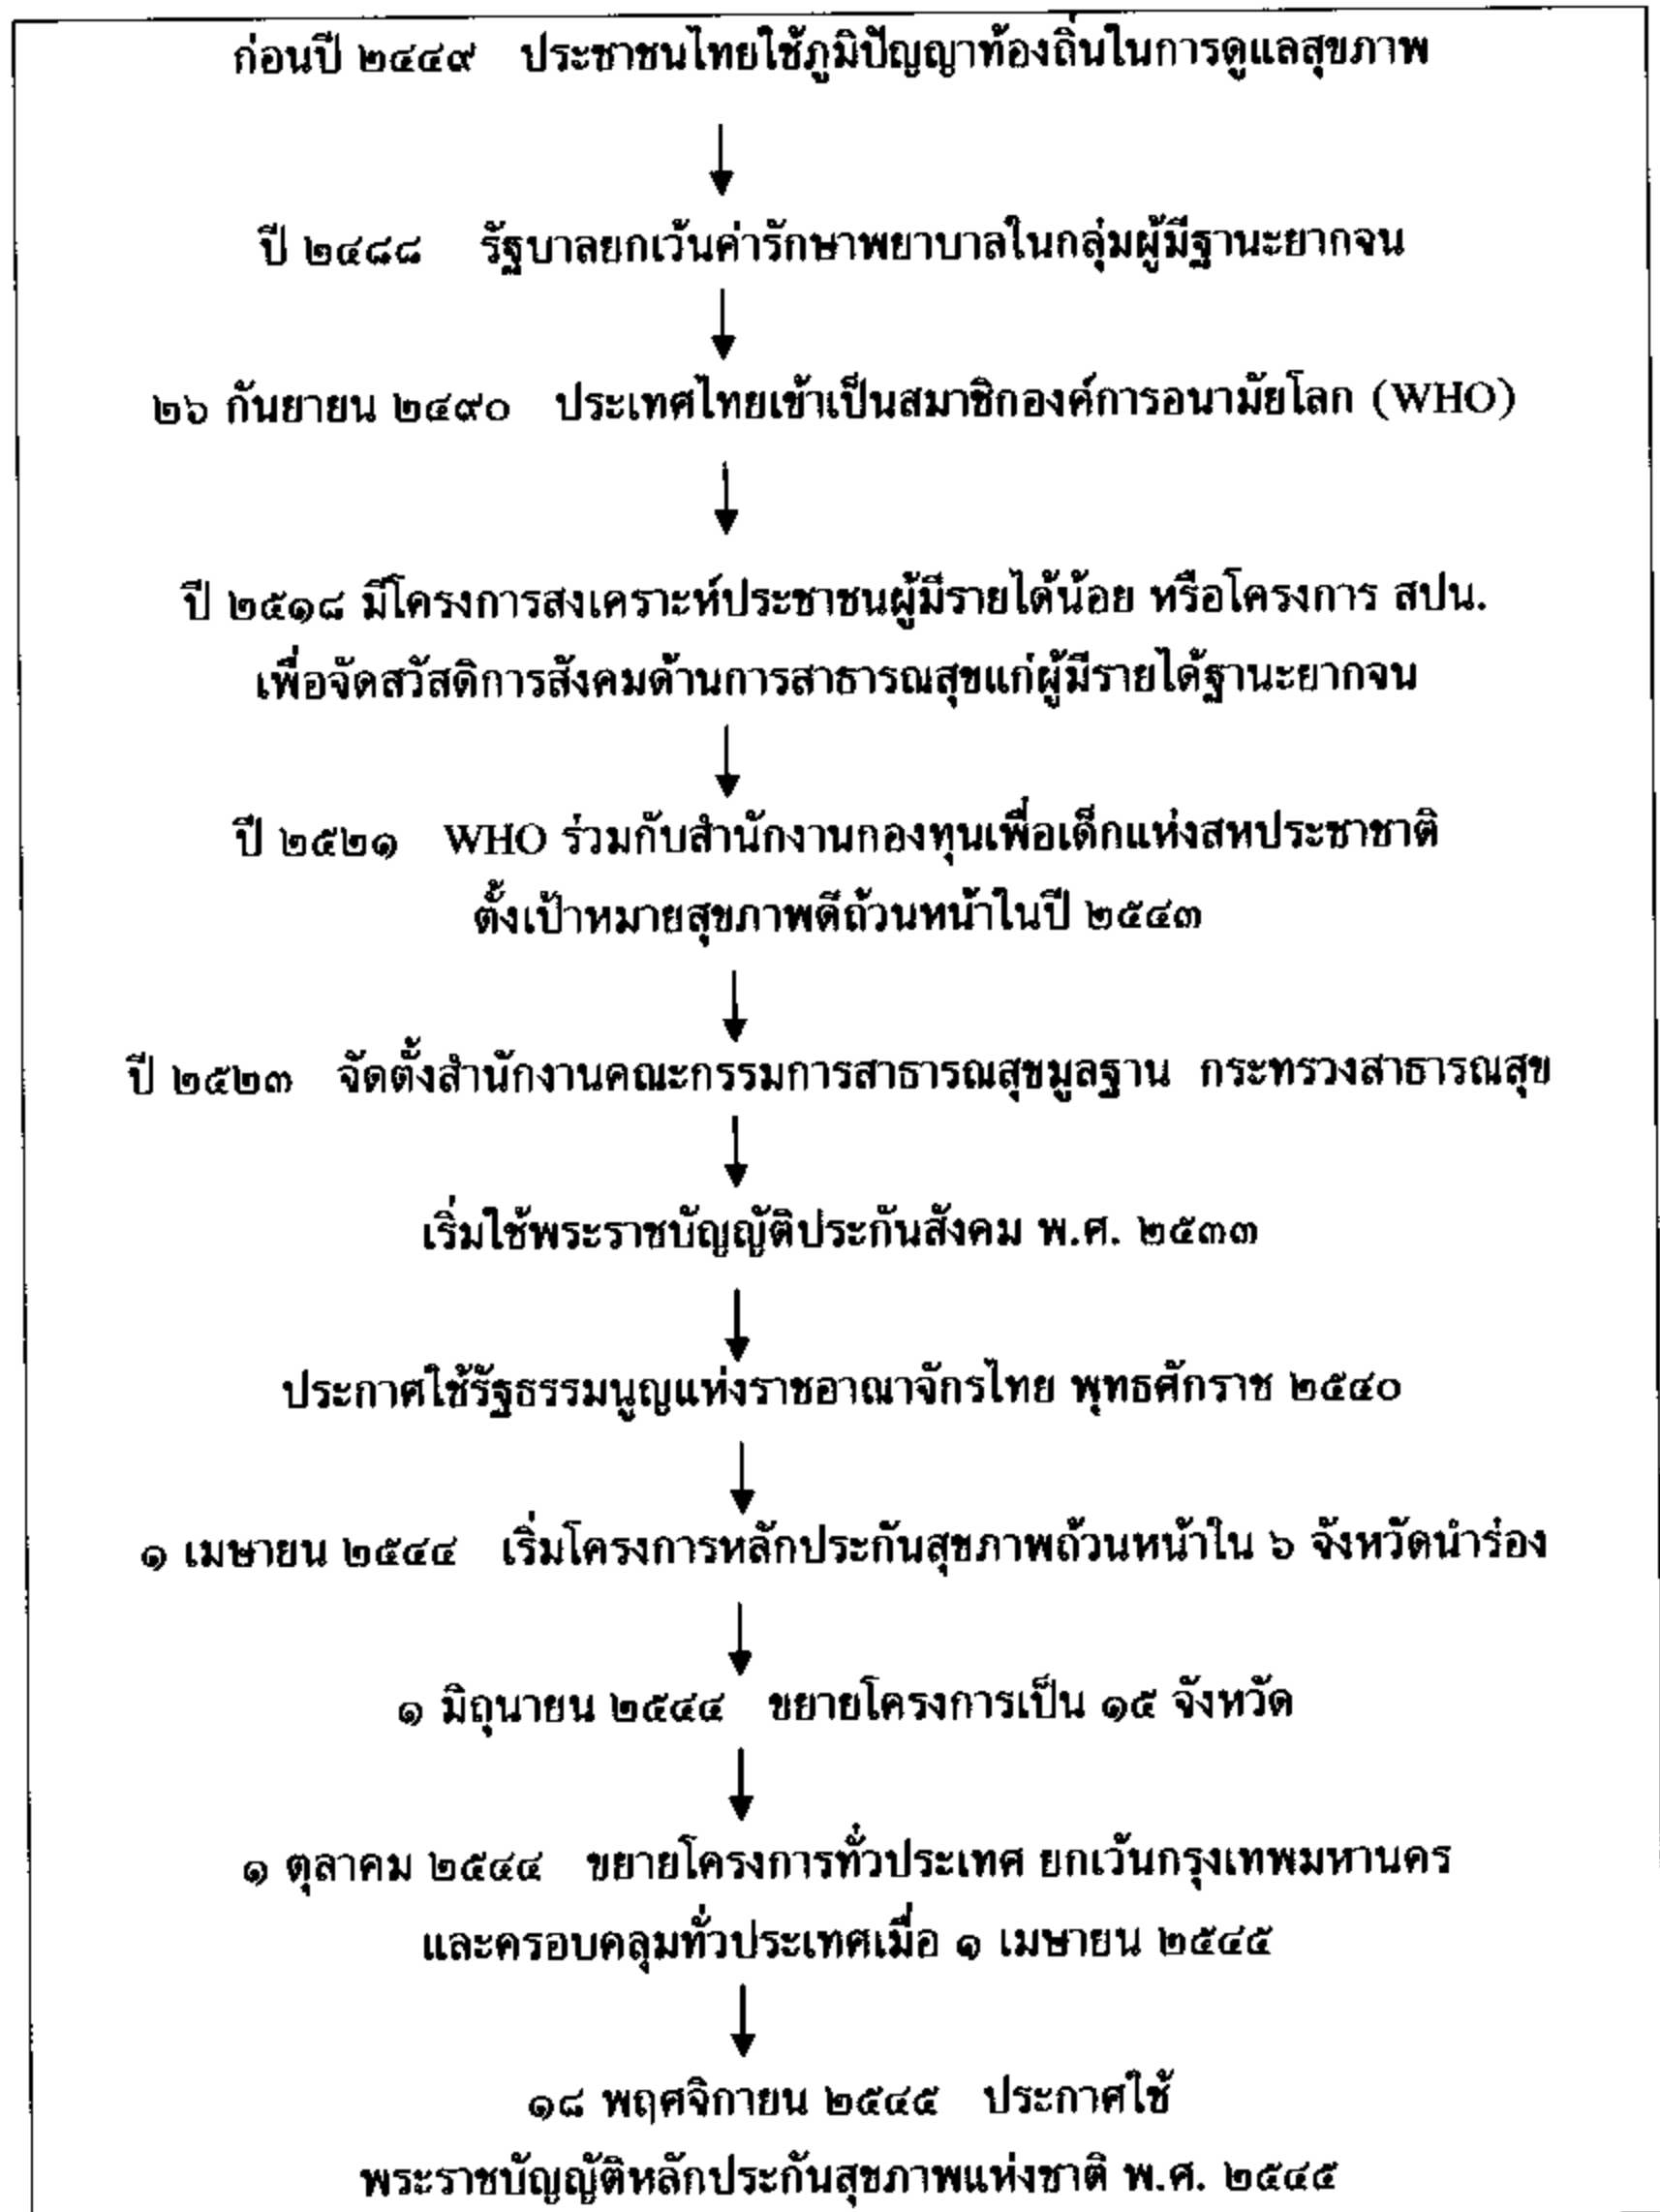 ก่อนปี ๒๔๔๙ ประชาชนไทยใช้ภูมิปัญญาท้องถิ่นในการดูแลสุขภาพ
ปี ๒๔๘๘ รัฐบาลยกเว้นค่ารักษาพยาบาลในกลุ่มผู้มีฐานะยากจน
๒๖ กันยายน ๒๔๙๐ ประเทศไทยเข้าเป็นสมาชิกองค์การอนามัยโลก (WHO)
ปี ๒๕๑๘ มีโครงการสงเคราะห์ประชาชนผู้มีรายได้น้อย หรือโครงการ สปน.
เพื่อจัดสวัสดิการสังคมด้านการสาธารณสุขแก่ผู้มีรายได้ฐานะยากจน
ปี ๒๕๒๑ WHO ร่วมกับสำนักงานกองทุนเพื่อเด็กแห่งสหประชาชาติ
ตั้งเป้าหมายสุขภาพดีถ้วนหน้าในปี ๒๕๔๓
ปี ๒๕๒๓ จัดตั้งสำนักงานคณะกรรมการสาธารณสุขมูลฐาน กระทรวงสาธารณสุข
เริ่มใช้พระราชบัญญัติประกันสังคม พ.ศ. ๒๕๓๓
ประกาศใช้รัฐธรรมนูญแห่งราชอาณาจักรไทย พุทธศักราช ๒๕๔๐
๑ เมษายน ๒๕๔๔ เริ่มโครงการหลักประกันสุขภาพถ้วนหน้าใน ๖ จังหวัดนำร่อง
๑ มิถุนายน ๒๕๔๔ ขยายโครงการเป็น ๑๕ จังหวัด
๑ ตุลาคม ๒๕๔๔ ขยายโครงการทั่วประเทศ ยกเว้นกรุงเทพมหานคร
และครอบคลุมทั่วประเทศเมื่อ ๑ เมษายน ๒๕๔๕
๑๘ พฤศจิกายน ๒๕๔๕ ประกาศใช้
พระราชบัญญัติหลักประกันสุขภาพแห่งชาติ พ.ศ. ๒๕๔๕